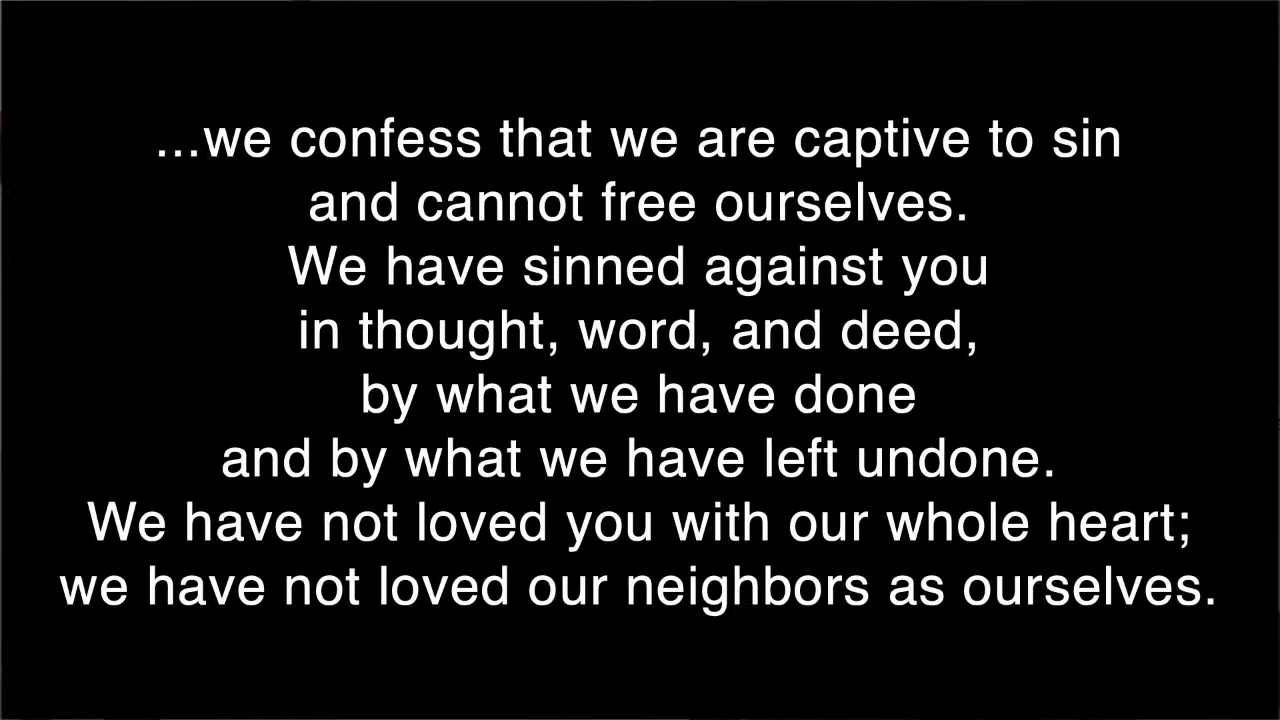 ...we confess that we are captive to sin
and cannot free ourselves.
We have sinned against you
in thought, word, and deed,
by what we have done
and by what we have left undone.
We have not loved you with our whole heart;
we have not loved our neighbors as ourselves.